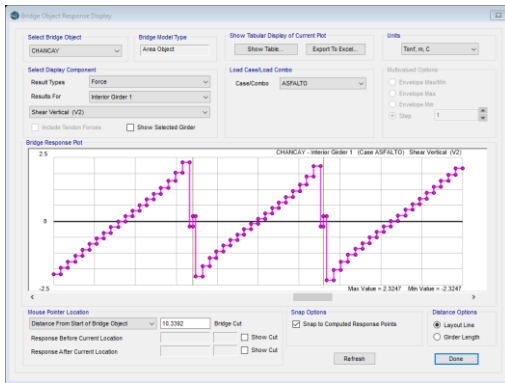 Bridge Object Response Display
Select Bridge Object
Bridge Model Type
Show Tabular Display of Current Plot
Units
CHANCAY
Area Object
Show Table...
Export To Excel...
Tonf, m, C
Select Display Component
Load Case/Load Combo
Multivalued Options
Result Types
Force
Case/Combo
ASFALTO
Envelope Max/Min
Results For
Interior Girder 1
Envelope Max
Shear Vertical (V2)
Envelope Min
Include Tendon Forces
Show Selected Girder
Step
1
Bridge Response Plot
2.5
CHANCAY - Interior Girder 1 (Case ASFALTO) Shear Vertical (V2)
0
-2.5
Max Value = 2.3247 Min Value = -2.3247
Mouse Pointer Location
Snap Options
Distance Options
Distance From Start of Bridge Object
10.3362
Bridge Cut
Snap to Computed Response Points
Layout Line
Response Before Current Location
Show Cut
Girder Length
Response After Current Location
Show Cut
Refresh
Done